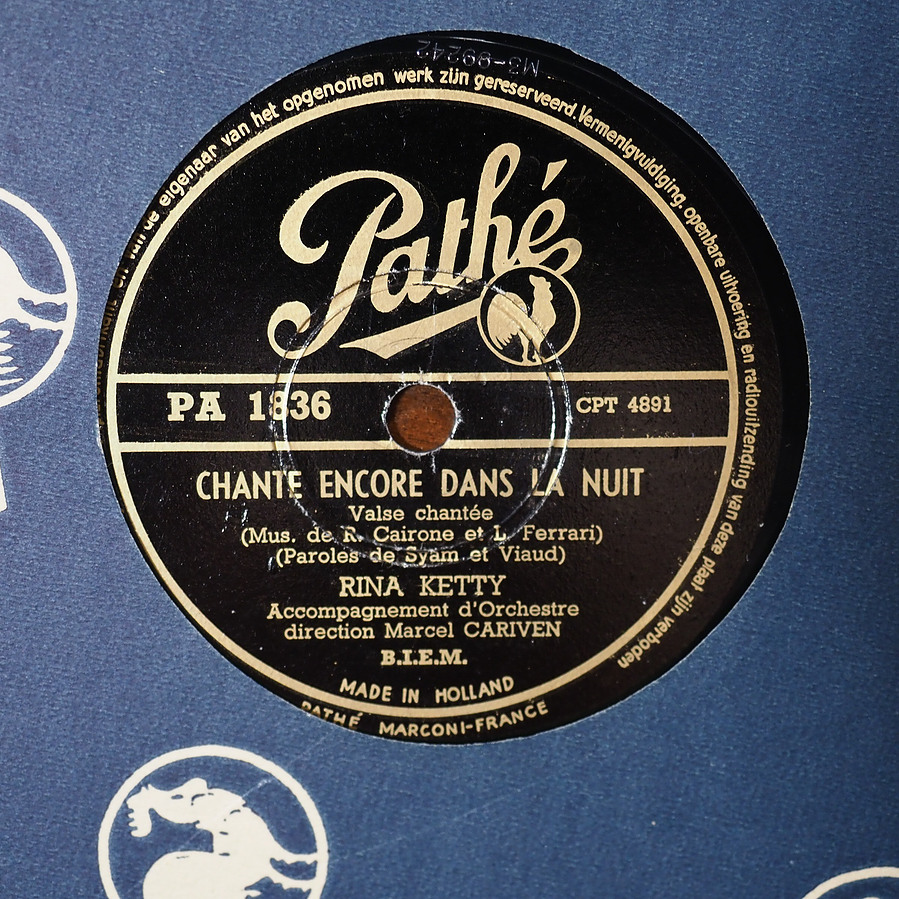 M3-99242
van de eigenaar van het opgenomen werk zijn gereserveerd. Vermenigvuldiging, openbare uitvoering en radiouitzending van deze plaat zijn verboden
Pathé
PA 1836
CPT 4891
CHANTE ENCORE DANS LA NUIT
Valse chantée
(Mus. de R. Cairone et L. Ferrari)
(Paroles de Syam et Viaud)
RINA KETTY
Accompagnement d'Orchestre
direction Marcel CARIVEN
B.I.E.M.
MADE IN HOLLAND
PATHÉ MARCONI-FRANCE